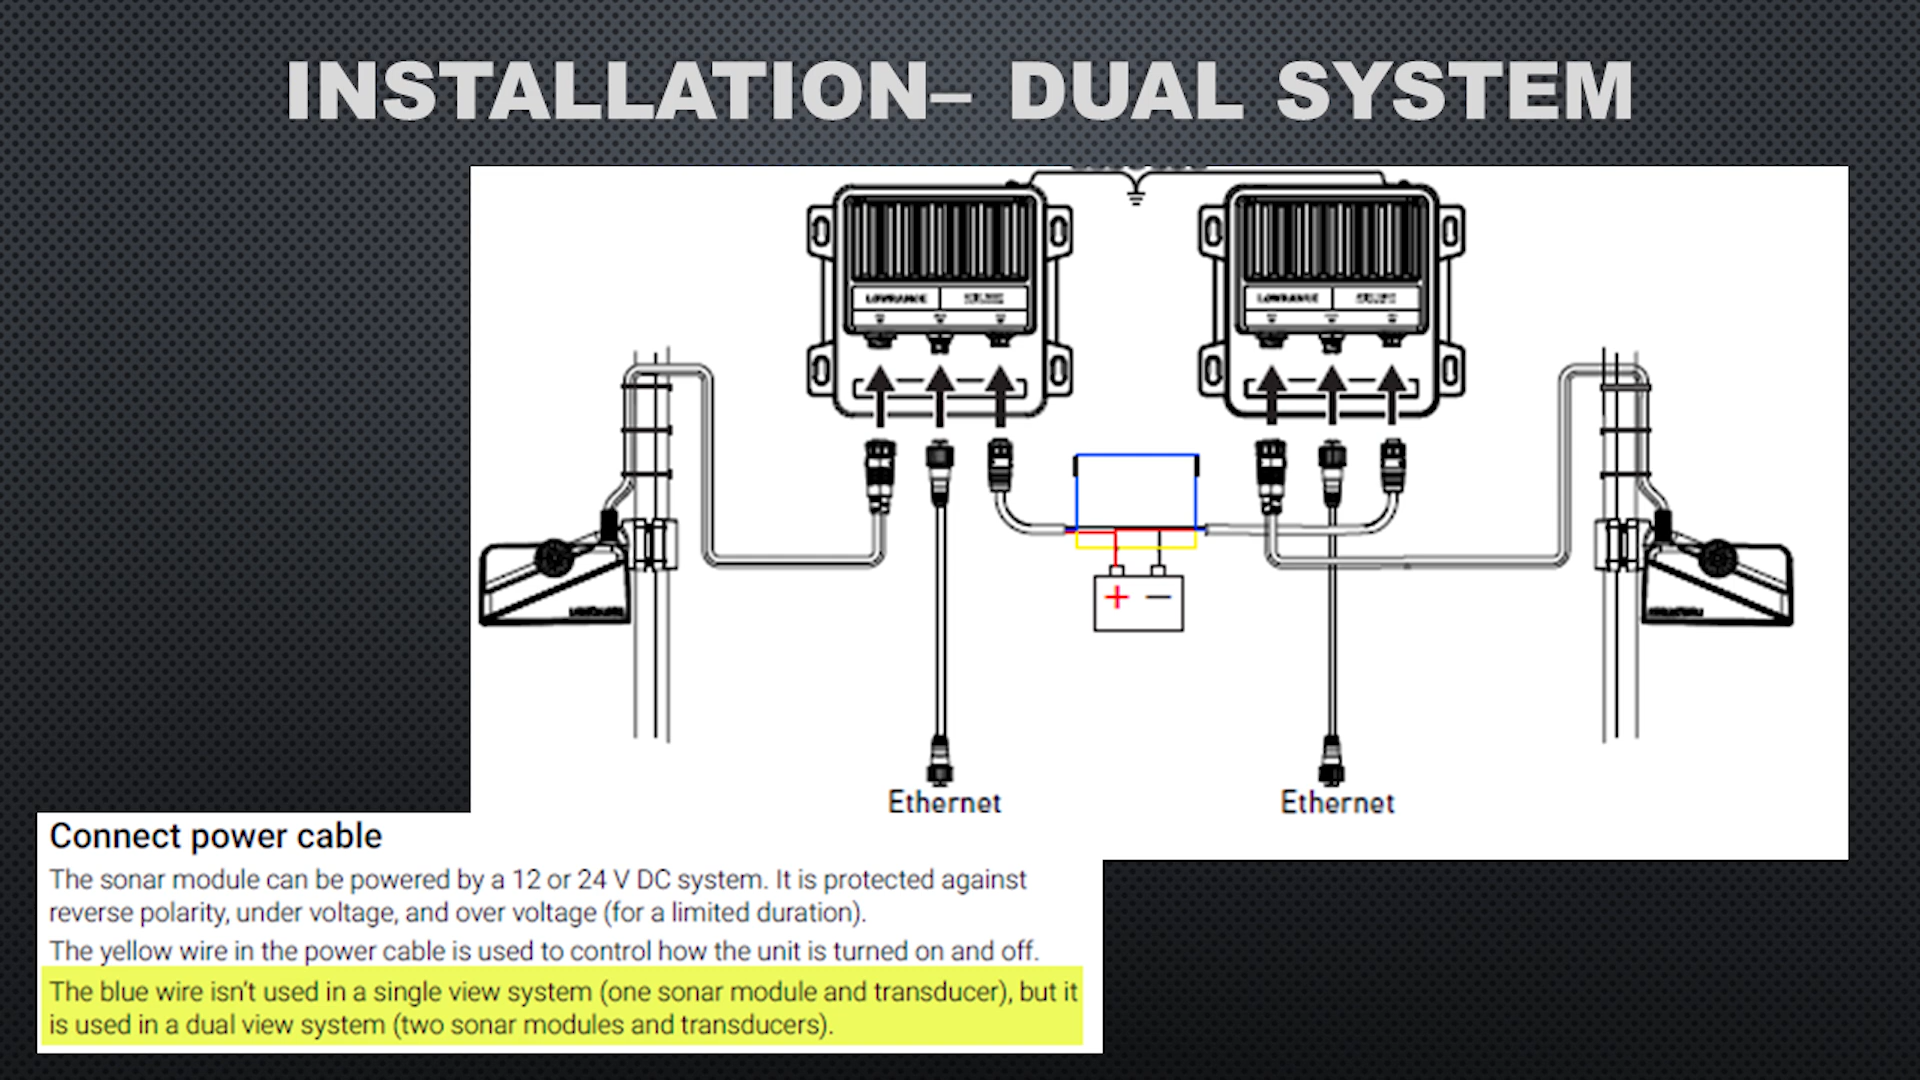 INSTALLATION– DUAL SYSTEM
LOWRANCE
LOWRANCE
+ –
Ethernet
Ethernet
Connect power cable
The sonar module can be powered by a 12 or 24 V DC system. It is protected against
reverse polarity, under voltage, and over voltage (for a limited duration).
The yellow wire in the power cable is used to control how the unit is turned on and off.
The blue wire isn't used in a single view system (one sonar module and transducer), but it
is used in a dual view system (two sonar modules and transducers).